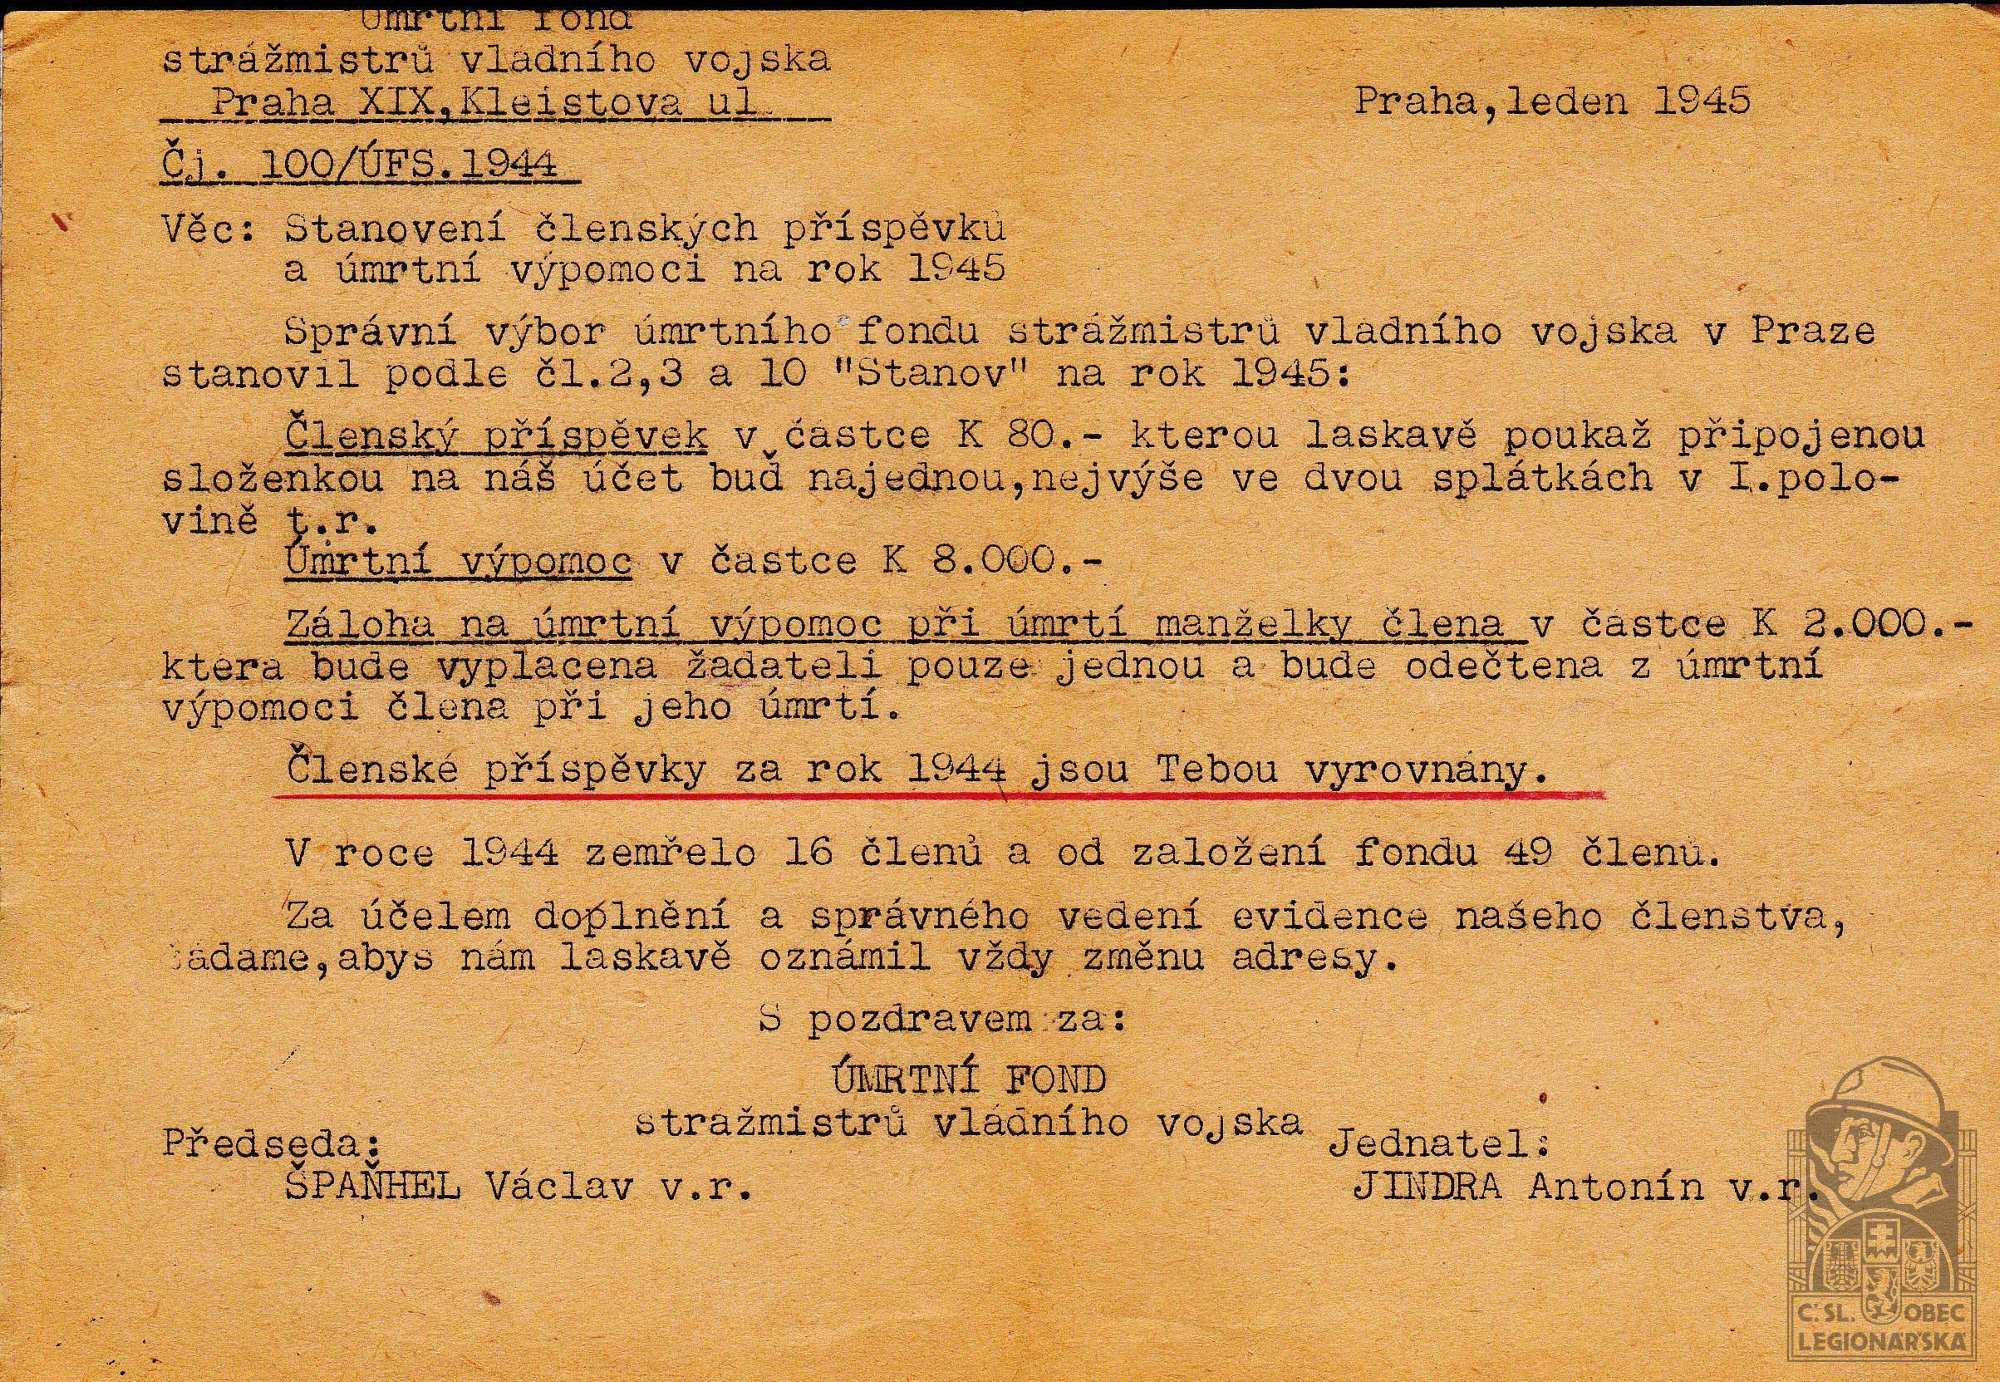 Úmrtní fond
strážmistrů vladního vojska
Praha XIX,Kleistova ul.
Praha,leden 1945
Čj. 100/ÚFS.1944
Věc: Stanovení členských příspěvků
a úmrtní výpomoci na rok 1945
Správní výbor úmrtního fondu strážmistrů vladního vojska v Praze
stanovil podle čl.2,3 a 10 "Stanov" na rok 1945:
Členský příspěvek v částce K 80.- kterou laskavě poukaž připojenou
složenkou na náš účet buď najednou,nejvýše ve dvou splátkách v I.polo-
vině t.r.
Úmrtní výpomoc v částce K 8.000.-
Záloha na úmrtní výpomoc při úmrtí manželky člena v částce K 2.000.-
ktera bude vyplacena žadateli pouze jednou a bude odečtena z úmrtní
výpomoci člena při jeho úmrtí.
Členské příspěvky za rok 1944 jsou Tebou vyrovnány.
V roce 1944 zemřelo 16 členů a od založení fondu 49 členů.
Za účelem doplnění a správného vedení evidence našeho členstva,
žádame,abys nám laskavě oznámil vždy změnu adresy.
S pozdravem za:
ÚMRTNÍ FOND
stražmistrů vládního vojska
Předseda:
ŠPAŇHEL Václav v.r.
Jednatel:
JINDRA Antonín v.r.
Č.SL. OBEC
LEGIONÁŘSKÁ